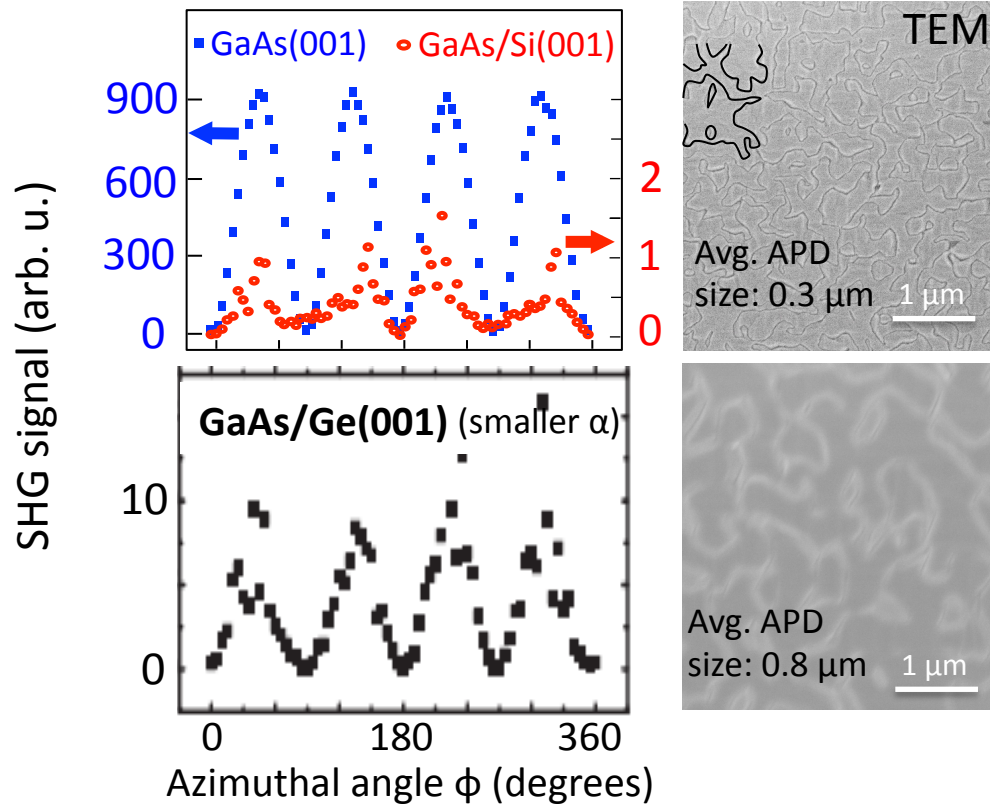 GaAs(001)
GaAs/Si(001)
900
600
300
0
2
1
0
TEM
Avg. APD
size: 0.3 μm
1 μm
GaAs/Ge(001) (smaller α)
10
0
0
180
360
Azimuthal angle ϕ (degrees)
SHG signal (arb. u.)
Avg. APD
size: 0.8 μm
1 μm